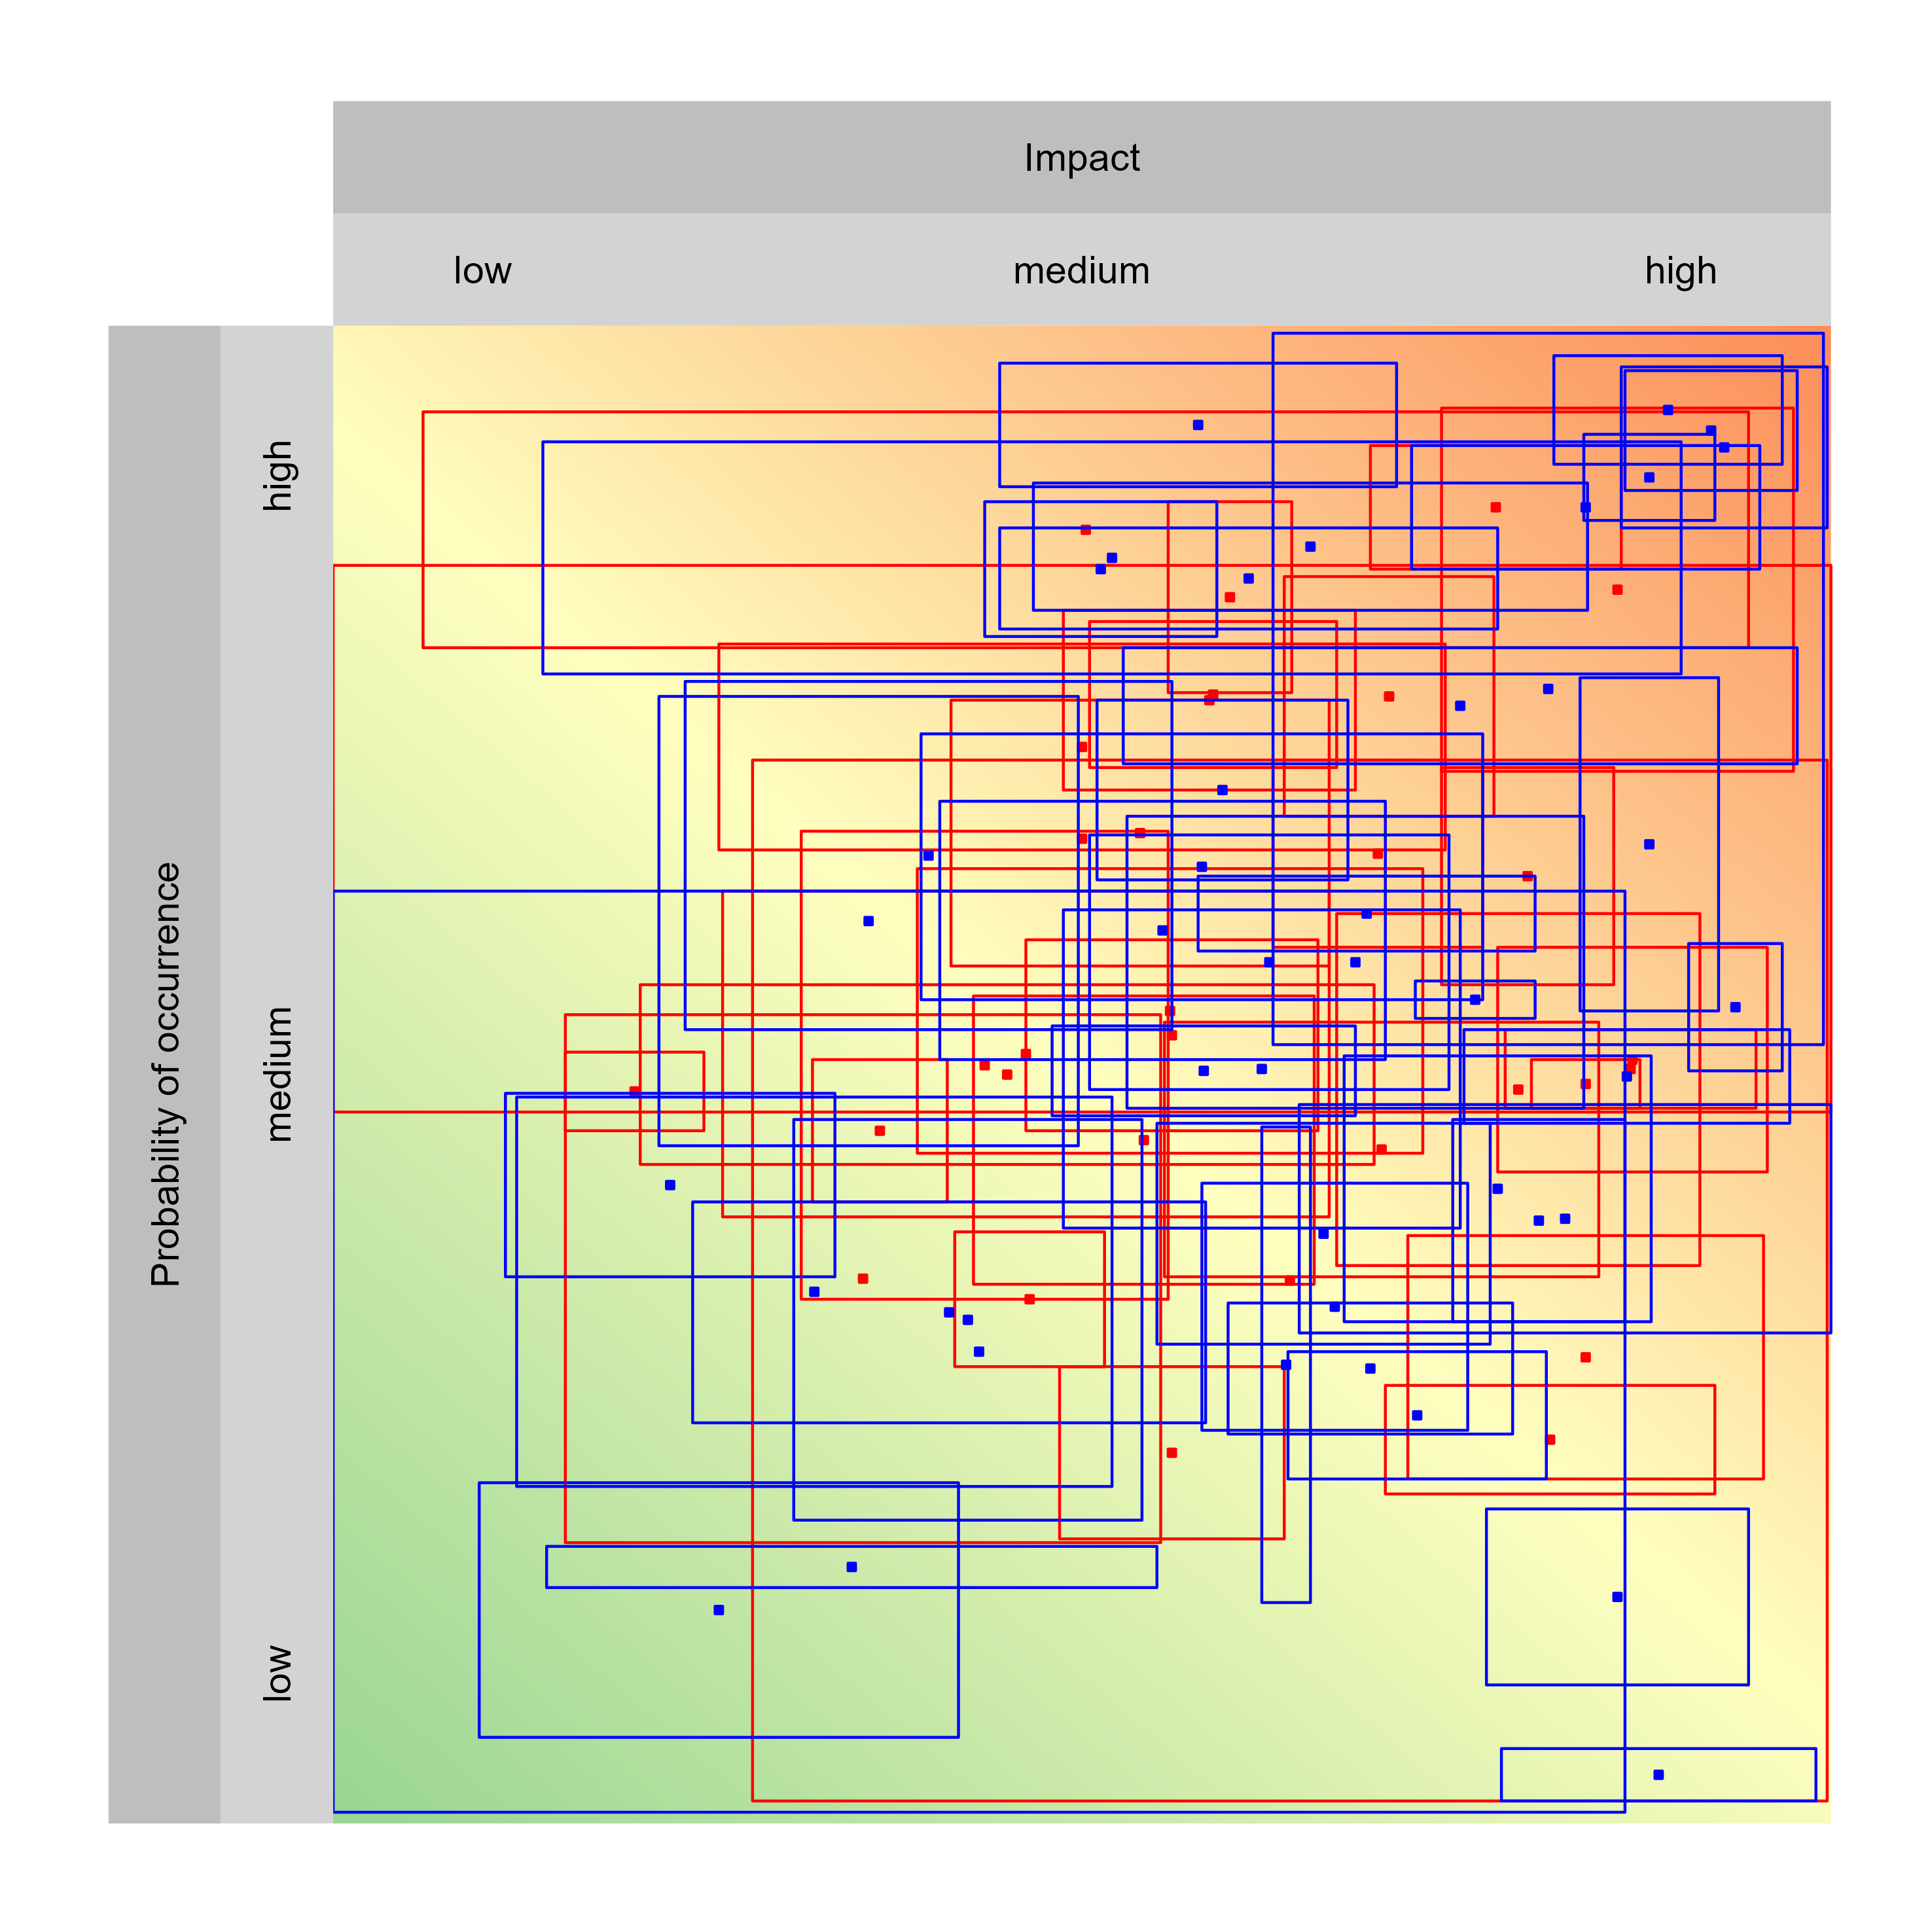 Impact
low
medium
high
Probability of occurrence
high
medium
low